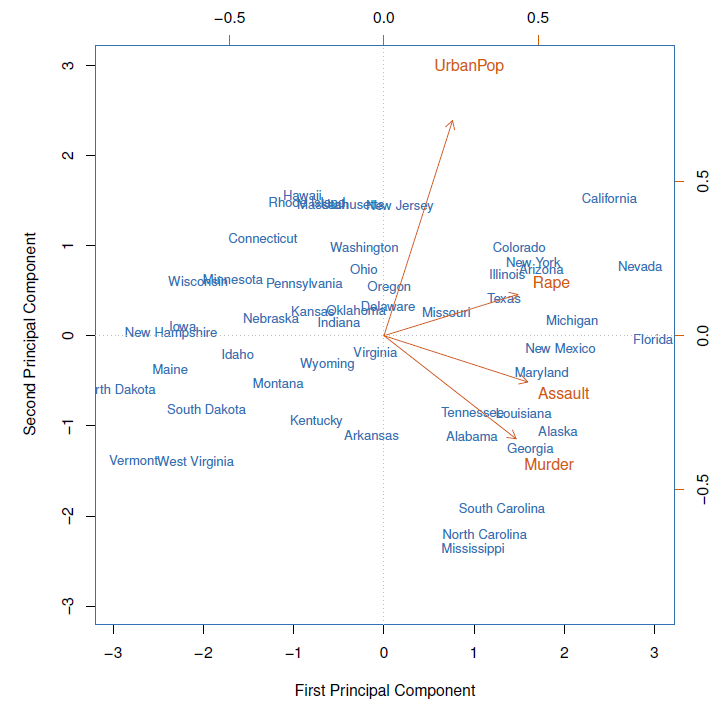 −0.5 0.0 0.5
UrbanPop
3
2
1
0
−1
−2
−3
0.5
0.0
−0.5
Second Principal Component
Hawaii
Rhode Island
Massachusetts
New Jersey
California
Connecticut
Washington
Colorado
New York
Ohio
Illinois
Arizona
Nevada
Wisconsin
Minnesota
Pennsylvania
Oregon
Rape
Texas
Delaware
Kansas
Oklahoma
Missouri
Nebraska
Indiana
Michigan
Iowa
New Hampshire
Florida
Idaho
Virginia
New Mexico
Wyoming
Maine
Maryland
Montana
rth Dakota
Assault
South Dakota
Tennessee
Louisiana
Kentucky
Arkansas
Alabama
Alaska
Georgia
Vermont
West Virginia
Murder
South Carolina
North Carolina
Mississippi
−3 −2 −1 0 1 2 3
First Principal Component